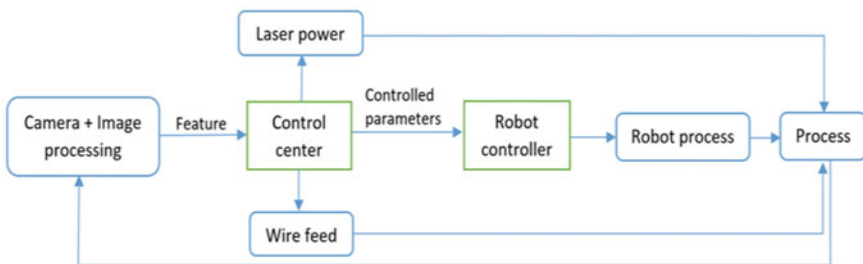 Laser power
Controlled
parameters
Camera + Image
processing
Feature
Control
center
Robot
controller
Robot process
Process
Wire feed